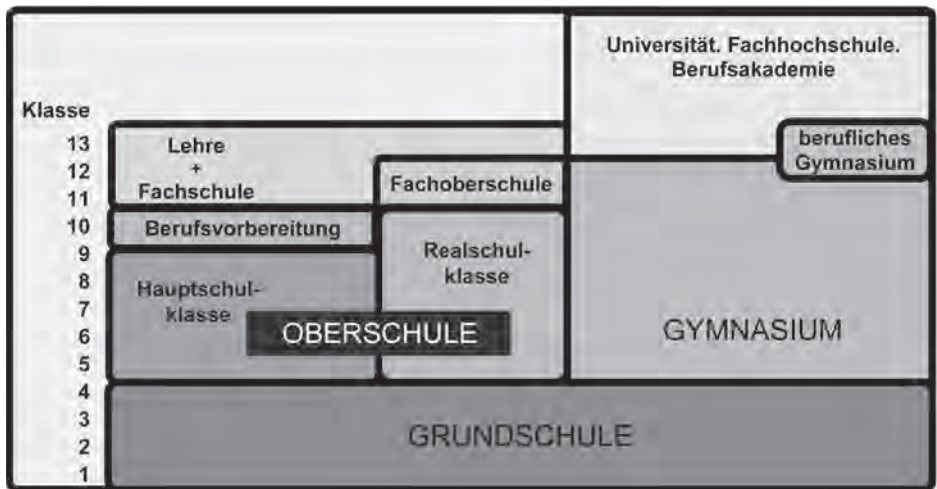 Universität. Fachhochschule.
Berufsakademie
Klasse
13
12
11
10
9
8
7
6
5
4
3
2
1
Lehre
+
Fachschule
Fachoberschule
berufliches
Gymnasium
Berufsvorbereitung
Hauptschul-
klasse
Realschul-
klasse
OBERSCHULE
GYMNASIUM
GRUNDSCHULE